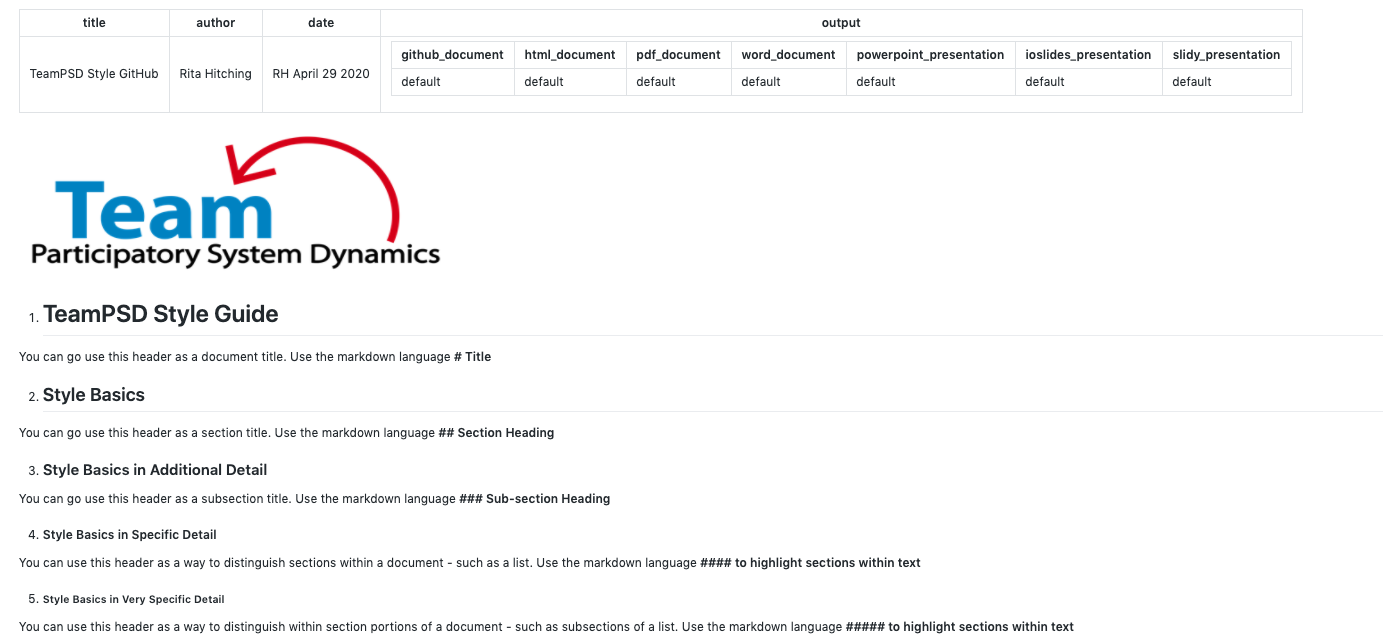 title author date output
github_document html_document pdf_document word_document powerpoint_presentation ioslides_presentation slidy_presentation
TeamPSD Style GitHub Rita Hitching RH April 29 2020 default default default default default default default
Team
Participatory System Dynamics
1. TeamPSD Style Guide
You can go use this header as a document title. Use the markdown language # Title
2. Style Basics
You can go use this header as a section title. Use the markdown language ## Section Heading
3. Style Basics in Additional Detail
You can go use this header as a subsection title. Use the markdown language ### Sub-section Heading
4. Style Basics in Specific Detail
You can use this header as a way to distinguish sections within a document - such as a list. Use the markdown language #### to highlight sections within text
5. Style Basics in Very Specific Detail
You can use this header as a way to distinguish within section portions of a document - such as subsections of a list. Use the markdown language ##### to highlight sections within text